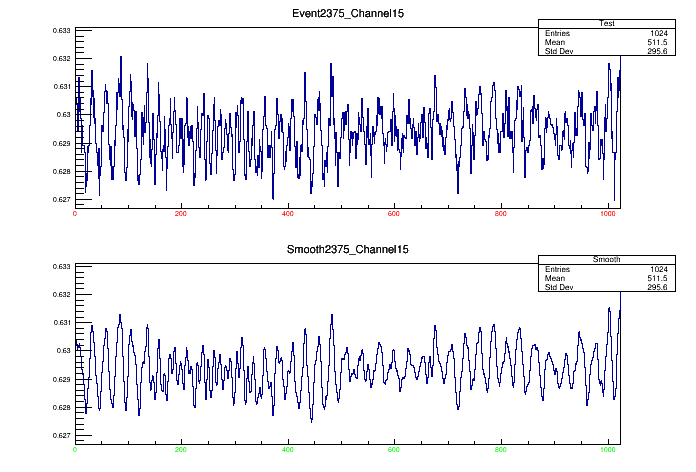 Event2375_Channel15
Test
Entries 1024
Mean 511.5
Std Dev 295.6
0.633
0.632
0.631
0.63
0.629
0.628
0.627
0 200 400 600 800 1000
Smooth2375_Channel15
Smooth
Entries 1024
Mean 511.5
Std Dev 295.6
0.633
0.632
0.631
0.63
0.629
0.628
0.627
0 200 400 600 800 1000